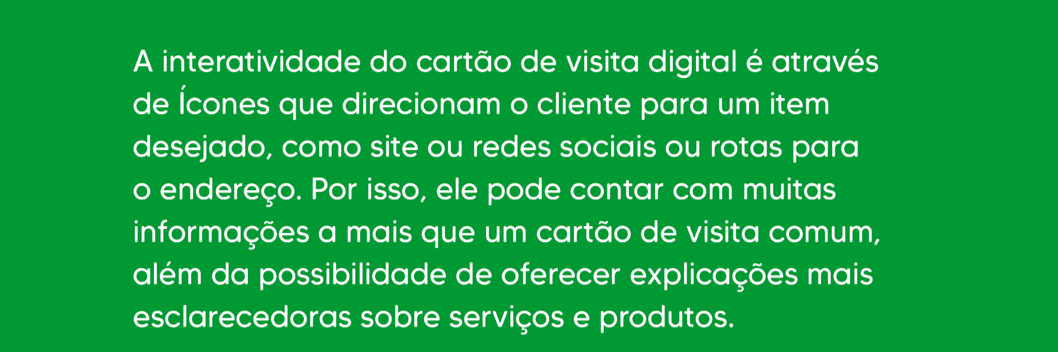 A interatividade do cartão de visita digital é através
de Ícones que direcionam o cliente para um item
desejado, como site ou redes sociais ou rotas para
o endereço. Por isso, ele pode contar com muitas
informações a mais que um cartão de visita comum,
além da possibilidade de oferecer explicações mais
esclarecedoras sobre serviços e produtos.